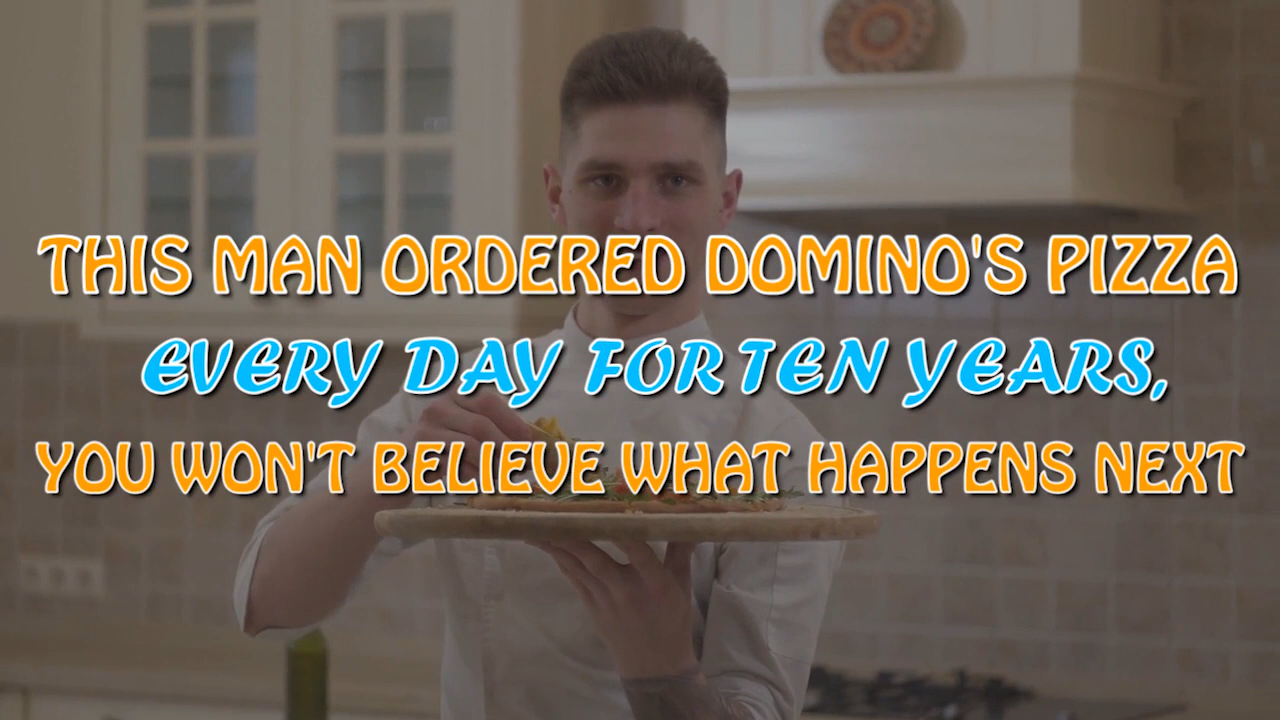 THIS MAN ORDERED DOMINO'S PIZZA
EVERY DAY FOR TEN YEARS,
YOU WON'T BELIEVE WHAT HAPPENS NEXT